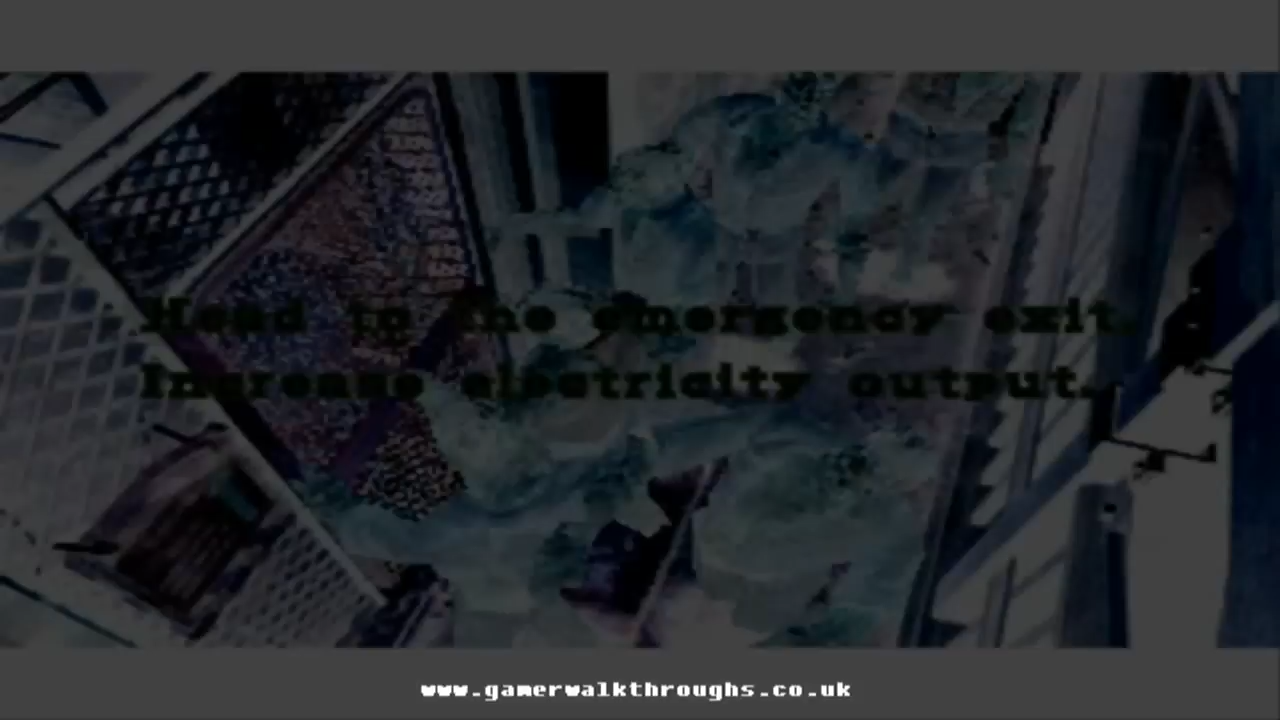 Head to the emergency exit.
Increase electricity output.
www.gamerwalkthroughs.co.uk